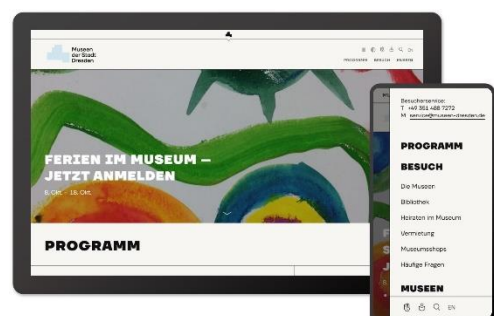 Museen
der Stadt
Dresden
EN
PROGRAMM BESUCH MUSEEN
FERIEN IM MUSEUM –
JETZT ANMELDEN
8. Okt. – 18. Okt.
PROGRAMM
Besucherservice:
T +49 351 488 7272
M service@museen-dresden.de
PROGRAMM
BESUCH
Die Museen
Bibliothek
Heiraten im Museum
Vermietung
Museumsshops
Häufige Fragen
MUSEEN
EN